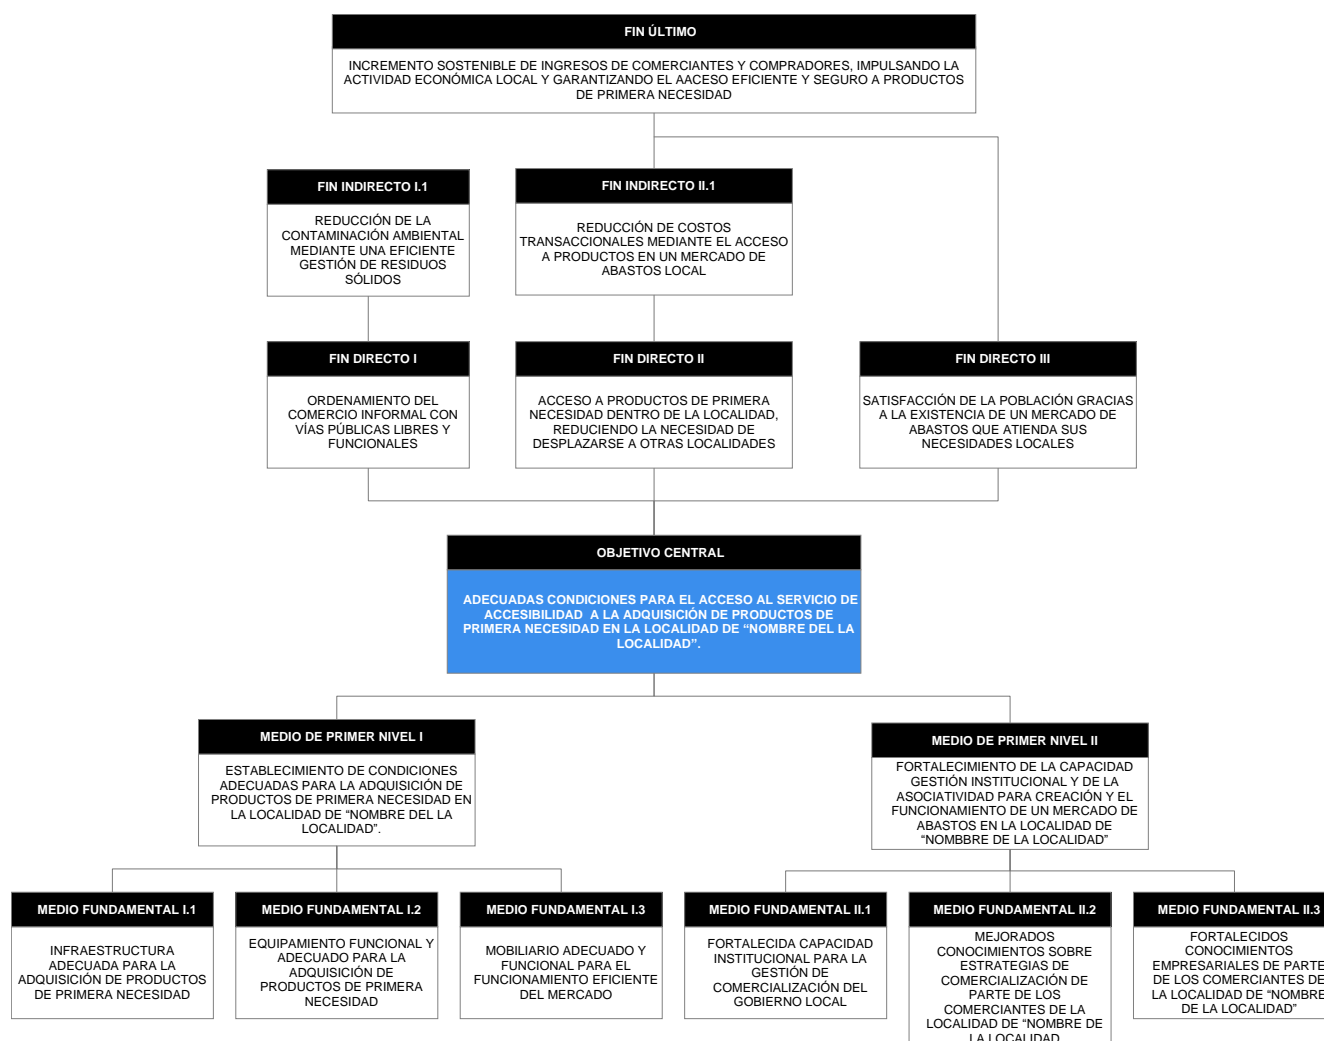 FIN ÚLTIMO
INCREMENTO SOSTENIBLE DE INGRESOS DE COMERCIANTES Y COMPRADORES, IMPULSANDO LA
ACTIVIDAD ECONÓMICA LOCAL Y GARANTIZANDO EL AACESO EFICIENTE Y SEGURO A PRODUCTOS
DE PRIMERA NECESIDAD
FIN INDIRECTO I.1
REDUCCIÓN DE LA
CONTAMINACIÓN AMBIENTAL
MEDIANTE UNA EFICIENTE
GESTIÓN DE RESIDUOS
SÓLIDOS
FIN INDIRECTO II.1
REDUCCIÓN DE COSTOS
TRANSACCIONALES MEDIANTE EL ACCESO
A PRODUCTOS EN UN MERCADO DE
ABASTOS LOCAL
FIN DIRECTO I
ORDENAMIENTO DEL
COMERCIO INFORMAL CON
VÍAS PÚBLICAS LIBRES Y
FUNCIONALES
FIN DIRECTO II
ACCESO A PRODUCTOS DE PRIMERA
NECESIDAD DENTRO DE LA LOCALIDAD,
REDUCIENDO LA NECESIDAD DE
DESPLAZARSE A OTRAS LOCALIDADES
FIN DIRECTO III
SATISFACCIÓN DE LA POBLACIÓN GRACIAS
A LA EXISTENCIA DE UN MERCADO DE
ABASTOS QUE ATIENDA SUS
NECESIDADES LOCALES
OBJETIVO CENTRAL
ADECUADAS CONDICIONES PARA EL ACCESO AL SERVICIO DE
ACCESIBILIDAD  A LA ADQUISICIÓN DE PRODUCTOS DE
PRIMERA NECESIDAD EN LA LOCALIDAD DE “NOMBRE DEL LA
LOCALIDAD”.
MEDIO DE PRIMER NIVEL I
ESTABLECIMIENTO DE CONDICIONES
ADECUADAS PARA LA ADQUISICIÓN DE
PRODUCTOS DE PRIMERA NECESIDAD EN
LA LOCALIDAD DE “NOMBRE DEL LA
LOCALIDAD”.
MEDIO DE PRIMER NIVEL II
FORTALECIMIENTO DE LA CAPACIDAD
GESTIÓN INSTITUCIONAL Y DE LA
ASOCIATIVIDAD PARA CREACIÓN Y EL
FUNCIONAMIENTO DE UN MERCADO DE
ABASTOS EN LA LOCALIDAD DE
“NOMBBRE DE LA LOCALIDAD”
MEDIO FUNDAMENTAL I.1
INFRAESTRUCTURA
ADECUADA PARA LA
ADQUISICIÓN DE PRODUCTOS
DE PRIMERA NECESIDAD
MEDIO FUNDAMENTAL I.2
EQUIPAMIENTO FUNCIONAL Y
ADECUADO PARA LA
ADQUISICIÓN DE
PRODUCTOS DE PRIMERA
NECESIDAD
MEDIO FUNDAMENTAL I.3
MOBILIARIO ADECUADO Y
FUNCIONAL PARA EL
FUNCIONAMIENTO EFICIENTE
DEL MERCADO
MEDIO FUNDAMENTAL II.1
FORTALECIDA CAPACIDAD
INSTITUCIONAL PARA LA
GESTIÓN DE
COMERCIALIZACIÓN DEL
GOBIERNO LOCAL
MEDIO FUNDAMENTAL II.2
MEJORADOS
CONOCIMIENTOS SOBRE
ESTRATEGIAS DE
COMERCIALIZACIÓN DE
PARTE DE LOS
COMERCIANTES DE LA
LOCALIDAD DE “NOMBRE DE
LA LOCALIDAD
MEDIO FUNDAMENTAL II.3
FORTALECIDOS
CONOCIMIENTOS
EMPRESARIALES DE PARTE
DE LOS COMERCIANTES DE
LA LOCALIDAD DE “NOMBRE
DE LA LOCALIDAD”